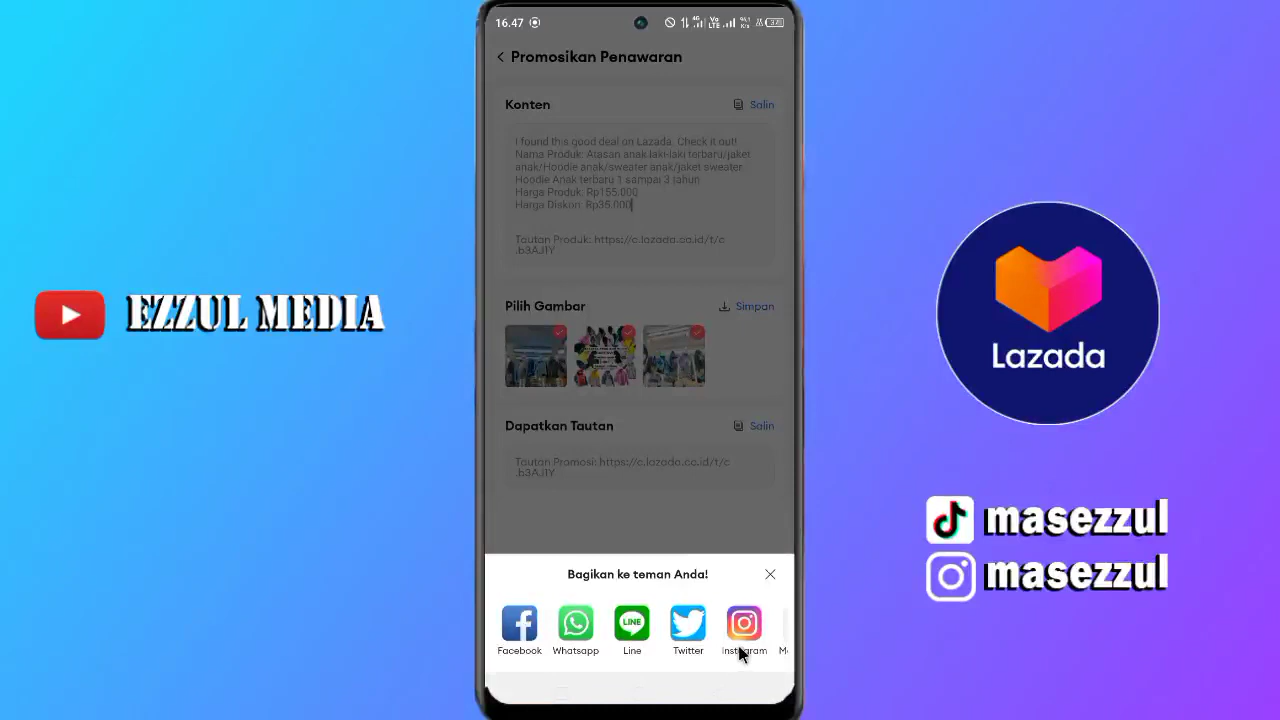 16.47
Promosikan Penawaran
Konten
Salin
I found this good deal on Lazada. Check it out!
Nama Produk: Atasan anak laki-laki terbaru/jaket
anak/Hoodie anak/sweater anak/jaket sweater
Hoodie Anak terbaru 1 sampai 3 tahun
Harga Produk: Rp155.000
Harga Diskon: Rp35.000
Tautan Produk: https://c.lazada.co.id/t/c
.b3AJ1Y
Pilih Gambar
Simpan
Dapatkan Tautan
Salin
Tautan Promosi: https://c.lazada.co.id/t/c
.b3AJ1Y
Bagikan ke teman Anda!
Facebook
Whatsapp
LINE
Line
Twitter
Instagram
EZZUL MEDIA
Lazada
masezzul
masezzul